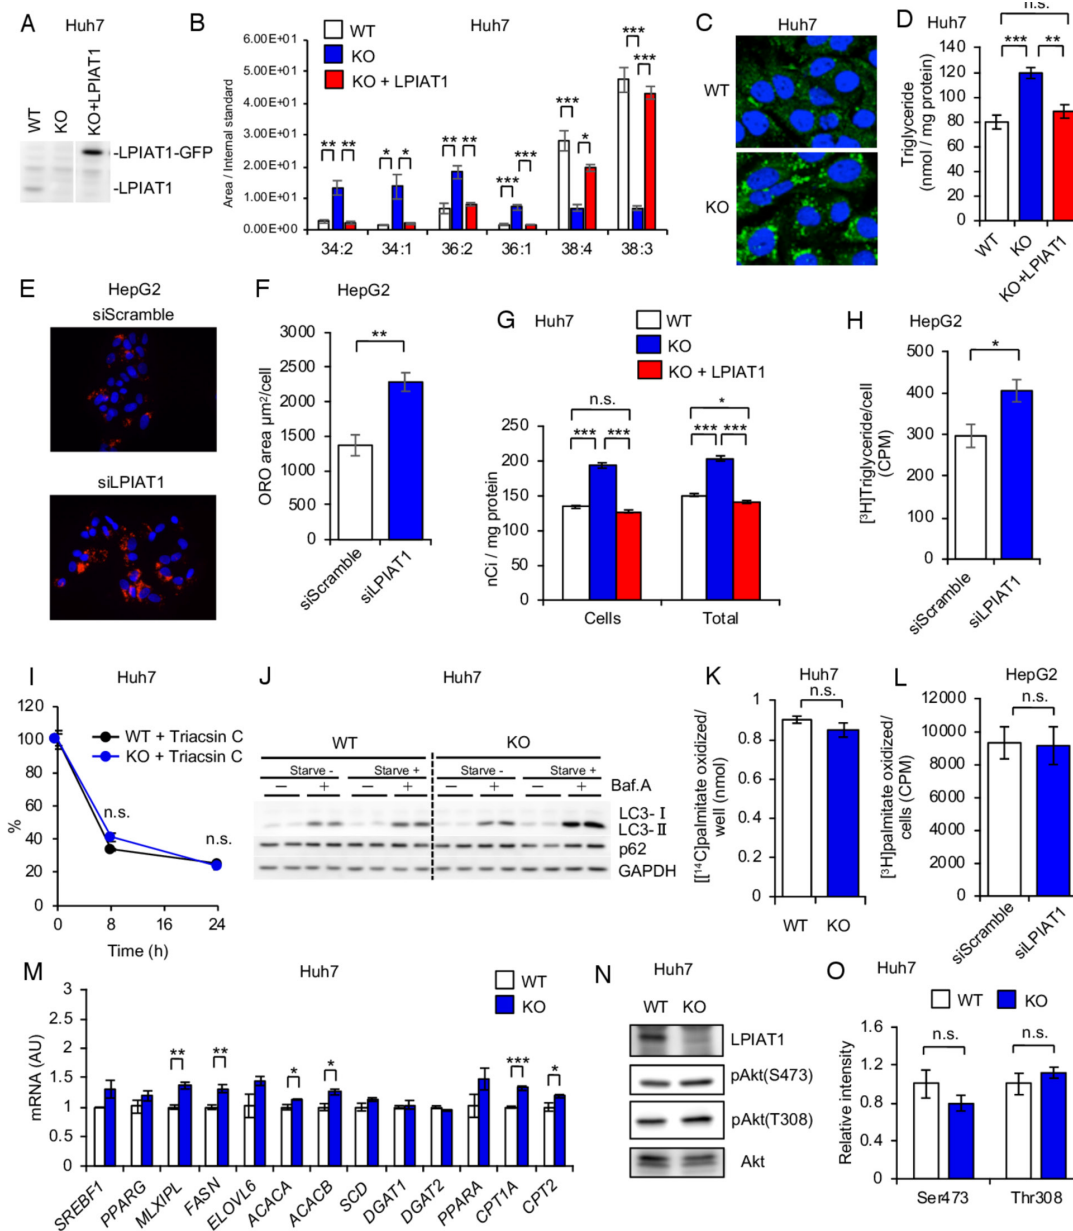 A
Huh7
WT
KO
KO+LPIAT1
-LPIAT1-GFP
-LPIAT1
B
Huh7
WT
KO
KO + LPIAT1
Area / Internal standard
6.00E+01
5.00E+01
4.00E+01
3.00E+01
2.00E+01
1.00E+01
0.00E+00
** ** * * ** ** *** *** *** * *** ***
34:2 34:1 36:2 36:1 38:4 38:3
C
Huh7
WT
KO
D
Huh7
n.s.
*** **
Triglyceride
(nmol / mg protein)
140
120
100
80
60
40
20
0
WT
KO
KO+LPIAT1
E
HepG2
siScramble
siLPIAT1
F
HepG2
**
ORO area µm²/cell
3000
2500
2000
1500
1000
500
0
siScramble
siLPIAT1
G
Huh7
WT
KO
KO + LPIAT1
n.s.
*** ***
*
*** ***
nCi / mg protein
250
200
150
100
50
0
Cells Total
H
HepG2
*
[³H]Triglyceride/cell
(CPM)
500
400
300
200
100
0
siScramble
siLPIAT1
I
Huh7
WT + Triacsin C
KO + Triacsin C
%
120
100
80
60
40
20
0
n.s.
n.s.
0 8 16 24
Time (h)
J
Huh7
WT KO
Starve - Starve + Starve - Starve +
− + − + − + − + Baf.A
LC3- I
LC3- II
p62
GAPDH
K
Huh7
n.s.
[[¹⁴C]palmitate oxidized/
well (nmol)
1
0.8
0.6
0.4
0.2
0
WT KO
L
HepG2
n.s.
[³H]palmitate oxidized/
cells (CPM)
12000
10000
8000
6000
4000
2000
0
siScramble
siLPIAT1
M
Huh7
WT
KO
mRNA (AU)
3
2.5
2
1.5
1
0.5
0
** ** * * *** *
SREBF1
PPARG
MLXIPL
FASN
ELOVL6
ACACA
ACACB
SCD
DGAT1
DGAT2
PPARA
CPT1A
CPT2
N
Huh7
WT KO
LPIAT1
pAkt(S473)
pAkt(T308)
Akt
O
Huh7
WT KO
n.s. n.s.
Relative intensity
1.6
1.2
0.8
0.4
0
Ser473 Thr308